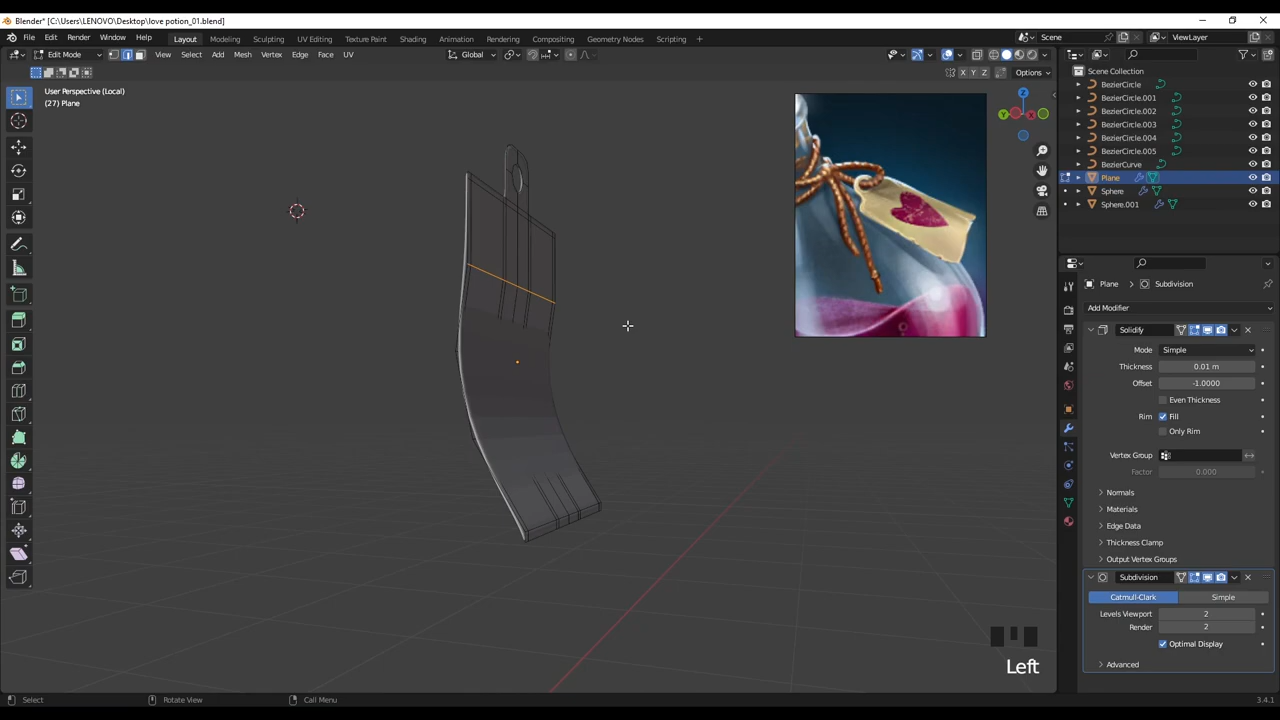 Blender* [C:\Users\LENOVO\Desktop\love potion_01.blend]
File Edit Render Window Help Layout Modeling Sculpting UV Editing Texture Paint Shading Animation Rendering Compositing Geometry Nodes Scripting Scene ViewLayer
Edit Mode View Select Add Mesh Vertex Edge Face UV Global
X Y Z Options
User Perspective (Local)
(27) Plane
Z
Y
X
Scene Collection
BezierCircle
BezierCircle.001
BezierCircle.002
BezierCircle.003
BezierCircle.004
BezierCircle.005
BezierCurve
Plane
Sphere
Sphere.001
Plane Subdivision
Add Modifier
Solidify
Mode Simple
Thickness 0.01 m
Offset -1.0000
Even Thickness
Rim Fill
Only Rim
Vertex Group
Factor 0.000
Normals
Materials
Edge Data
Thickness Clamp
Output Vertex Groups
Subdivision
Catmull-Clark Simple
Levels Viewport 2
Render 2
Optimal Display
Advanced
Left
Select Rotate View Call Menu 3.4.1